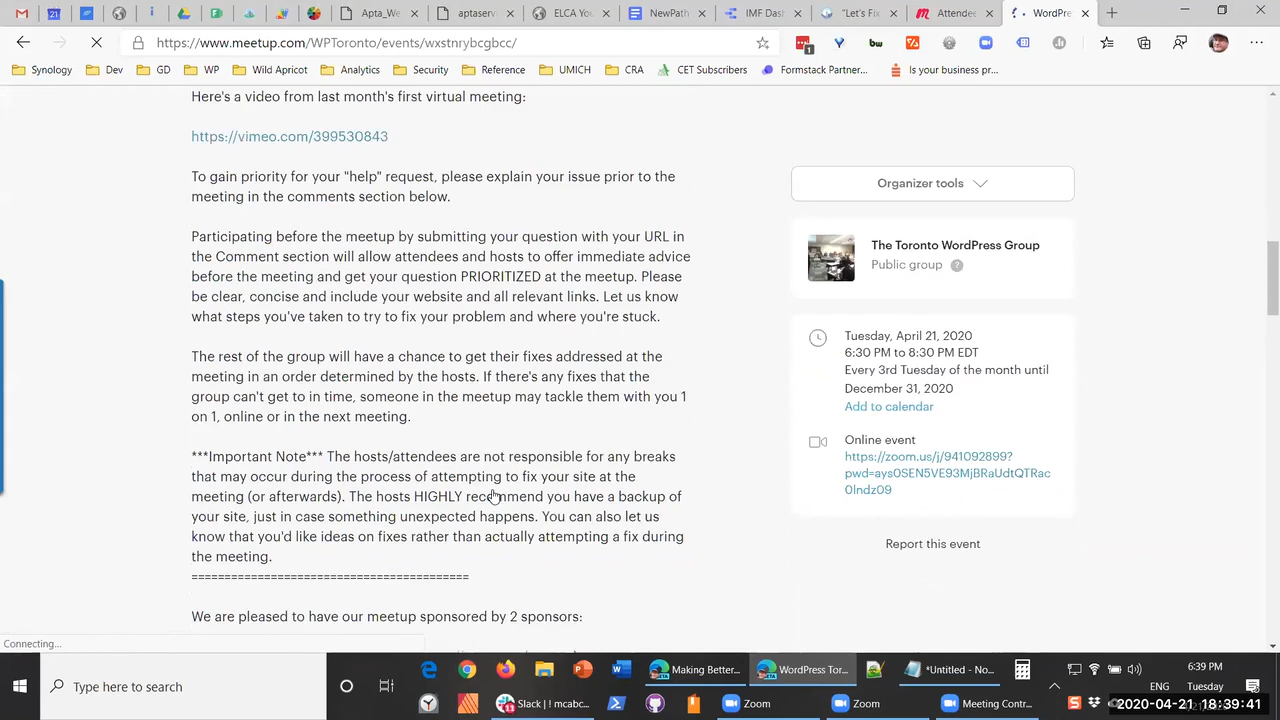 Apta_We
aptaserv
ELCA You
NewPath
IMF Dash
"Let's Fix
Attendee
WordPre
https://www.meetup.com/WPToronto/events/wxstnrybcgbcc/
Synology
Dev
GD
WP
Wild Apricot
Analytics
Security
Reference
UMICH
CRA
CET Subscribers
Formstack Partner...
Is your business pr...
Here's a video from last month's first virtual meeting:
https://vimeo.com/399530843
To gain priority for your "help" request, please explain your issue prior to the
meeting in the comments section below.
Participating before the meetup by submitting your question with your URL in
the Comment section will allow attendees and hosts to offer immediate advice
before the meeting and get your question PRIORITIZED at the meetup. Please
be clear, concise and include your website and all relevant links. Let us know
what steps you've taken to try to fix your problem and where you're stuck.
The rest of the group will have a chance to get their fixes addressed at the
meeting in an order determined by the hosts. If there's any fixes that the
group can't get to in time, someone in the meetup may tackle them with you 1
on 1, online or in the next meeting.
***Important Note*** The hosts/attendees are not responsible for any breaks
that may occur during the process of attempting to fix your site at the
meeting (or afterwards). The hosts HIGHLY recommend you have a backup of
your site, just in case something unexpected happens. You can also let us
know that you'd like ideas on fixes rather than actually attempting a fix during
the meeting.
==========================================
We are pleased to have our meetup sponsored by 2 sponsors:
Organizer tools
The Toronto WordPress Group
Public group ?
Tuesday, April 21, 2020
6:30 PM to 8:30 PM EDT
Every 3rd Tuesday of the month until
December 31, 2020
Add to calendar
Online event
https://zoom.us/j/941092899?
pwd=ays0SEN5VE93MjBRaUdtQTRac
0lndz09
Report this event
Connecting...
Making Better...
WordPress Tor...
*Untitled - No...
6:39 PM
Type here to search
ENG
Tuesday
Slack | ! mcabc...
Zoom
Zoom
Meeting Contr...
2020-04-21 18:39:41